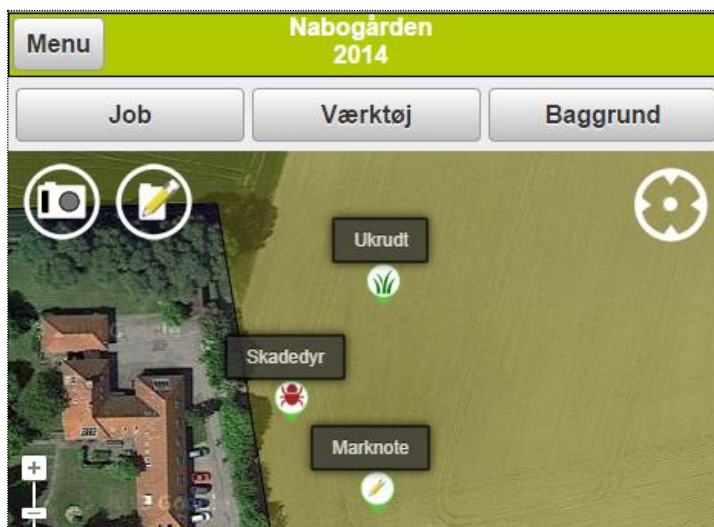 Menu
Nabogården
2014
Job
Værktøj
Baggrund
Ukrudt
Skadedyr
Marknote
+